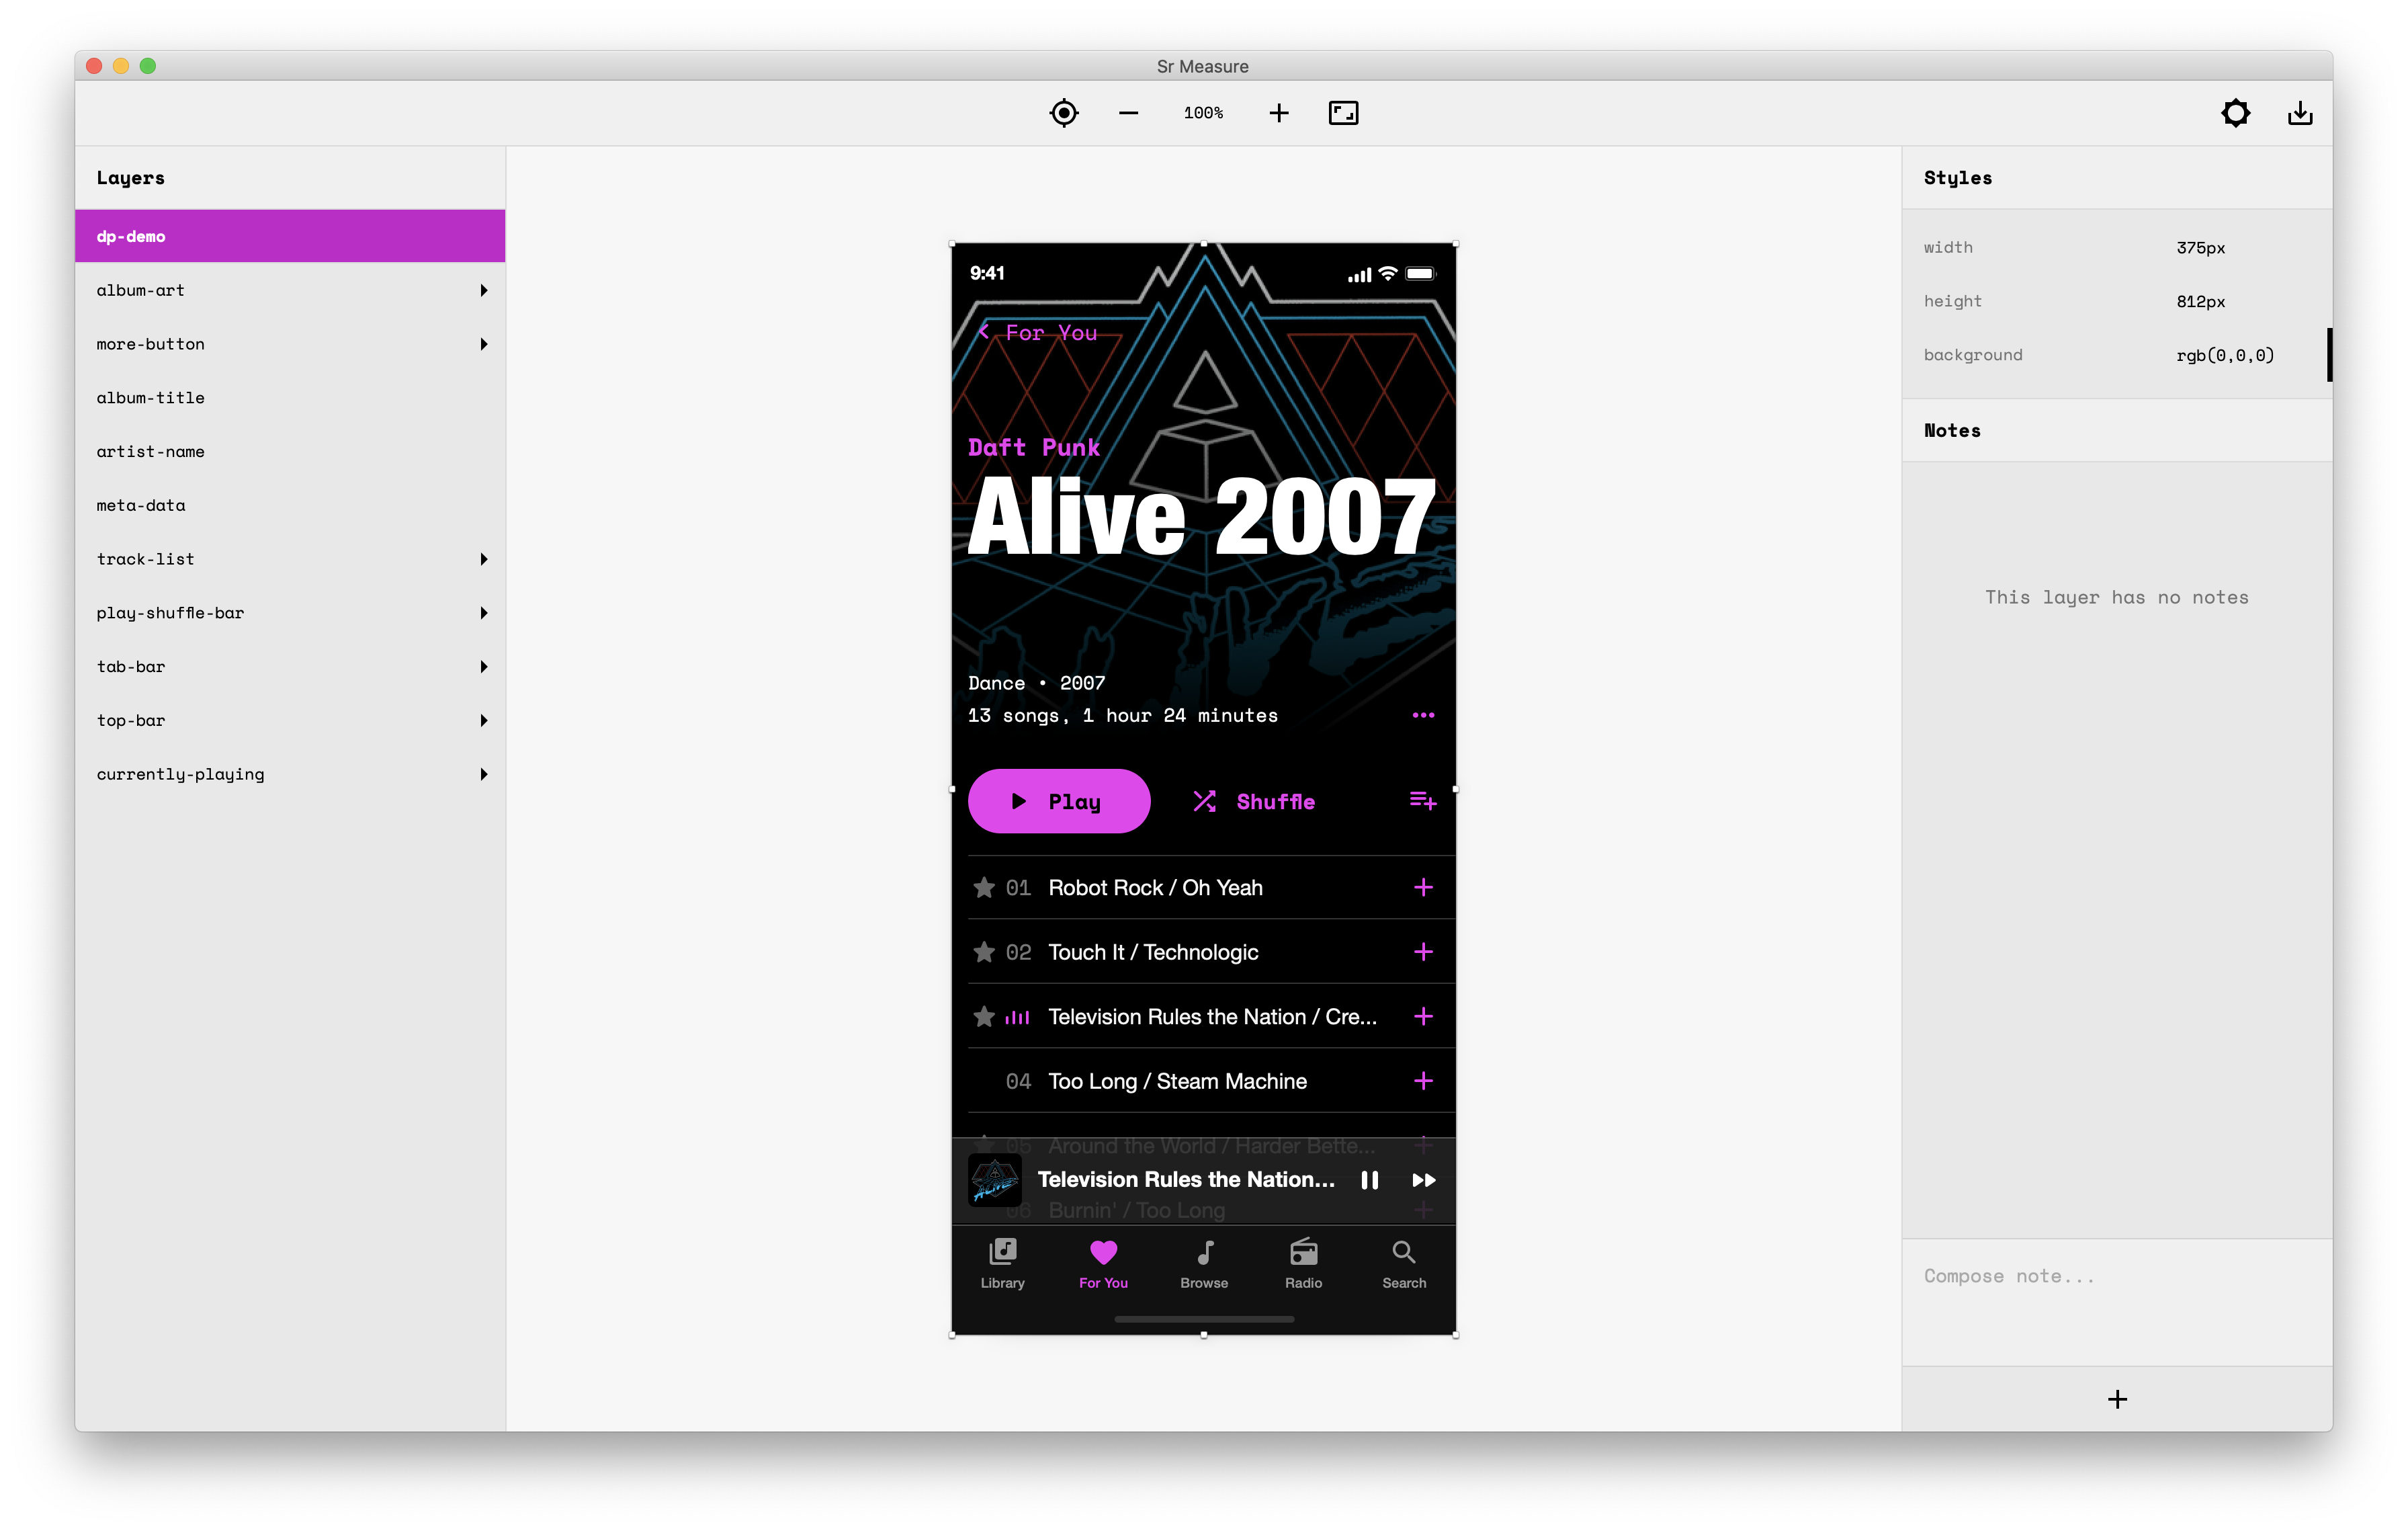 Sr Measure
100%
Layers
dp-demo
album-art
more-button
album-title
artist-name
meta-data
track-list
play-shuffle-bar
tab-bar
top-bar
currently-playing
9:41
For You
Daft Punk
Alive 2007
Dance • 2007
13 songs, 1 hour 24 minutes
Play
Shuffle
01 Robot Rock / Oh Yeah
02 Touch It / Technologic
Television Rules the Nation / Cre...
04 Too Long / Steam Machine
05 Around the World / Harder Bette...
ALIVE
Television Rules the Nation...
06 Burnin' / Too Long
Library
For You
Browse
Radio
Search
Styles
width 375px
height 812px
background rgb(0,0,0)
Notes
This layer has no notes
Compose note...